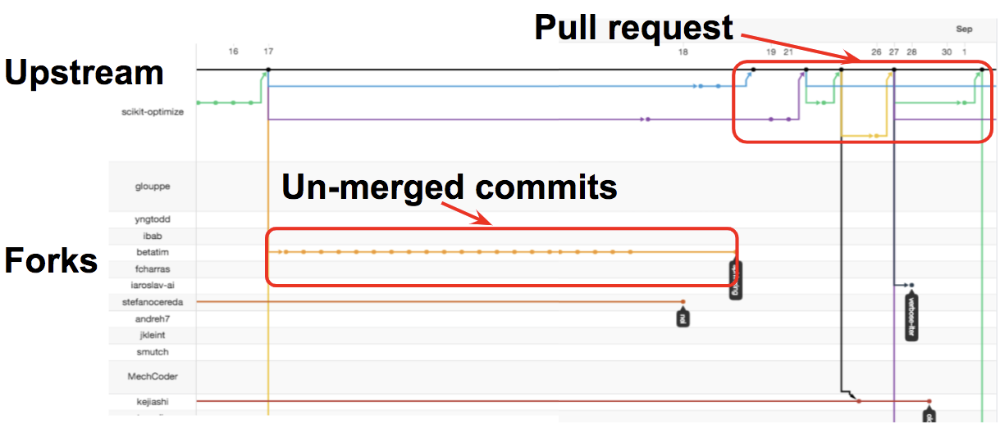 Pull request
Sep
16 17 18 19 21 26 27 28 30 1
Upstream
scikit-optimize
glouppe
Un-merged commits
yngtodd
ibab
Forks
betatim
fcharras
iaroslav-ai
stefanocereda
andreh7
verbose-iter
jkleint
smutch
MechCoder
kejiashi